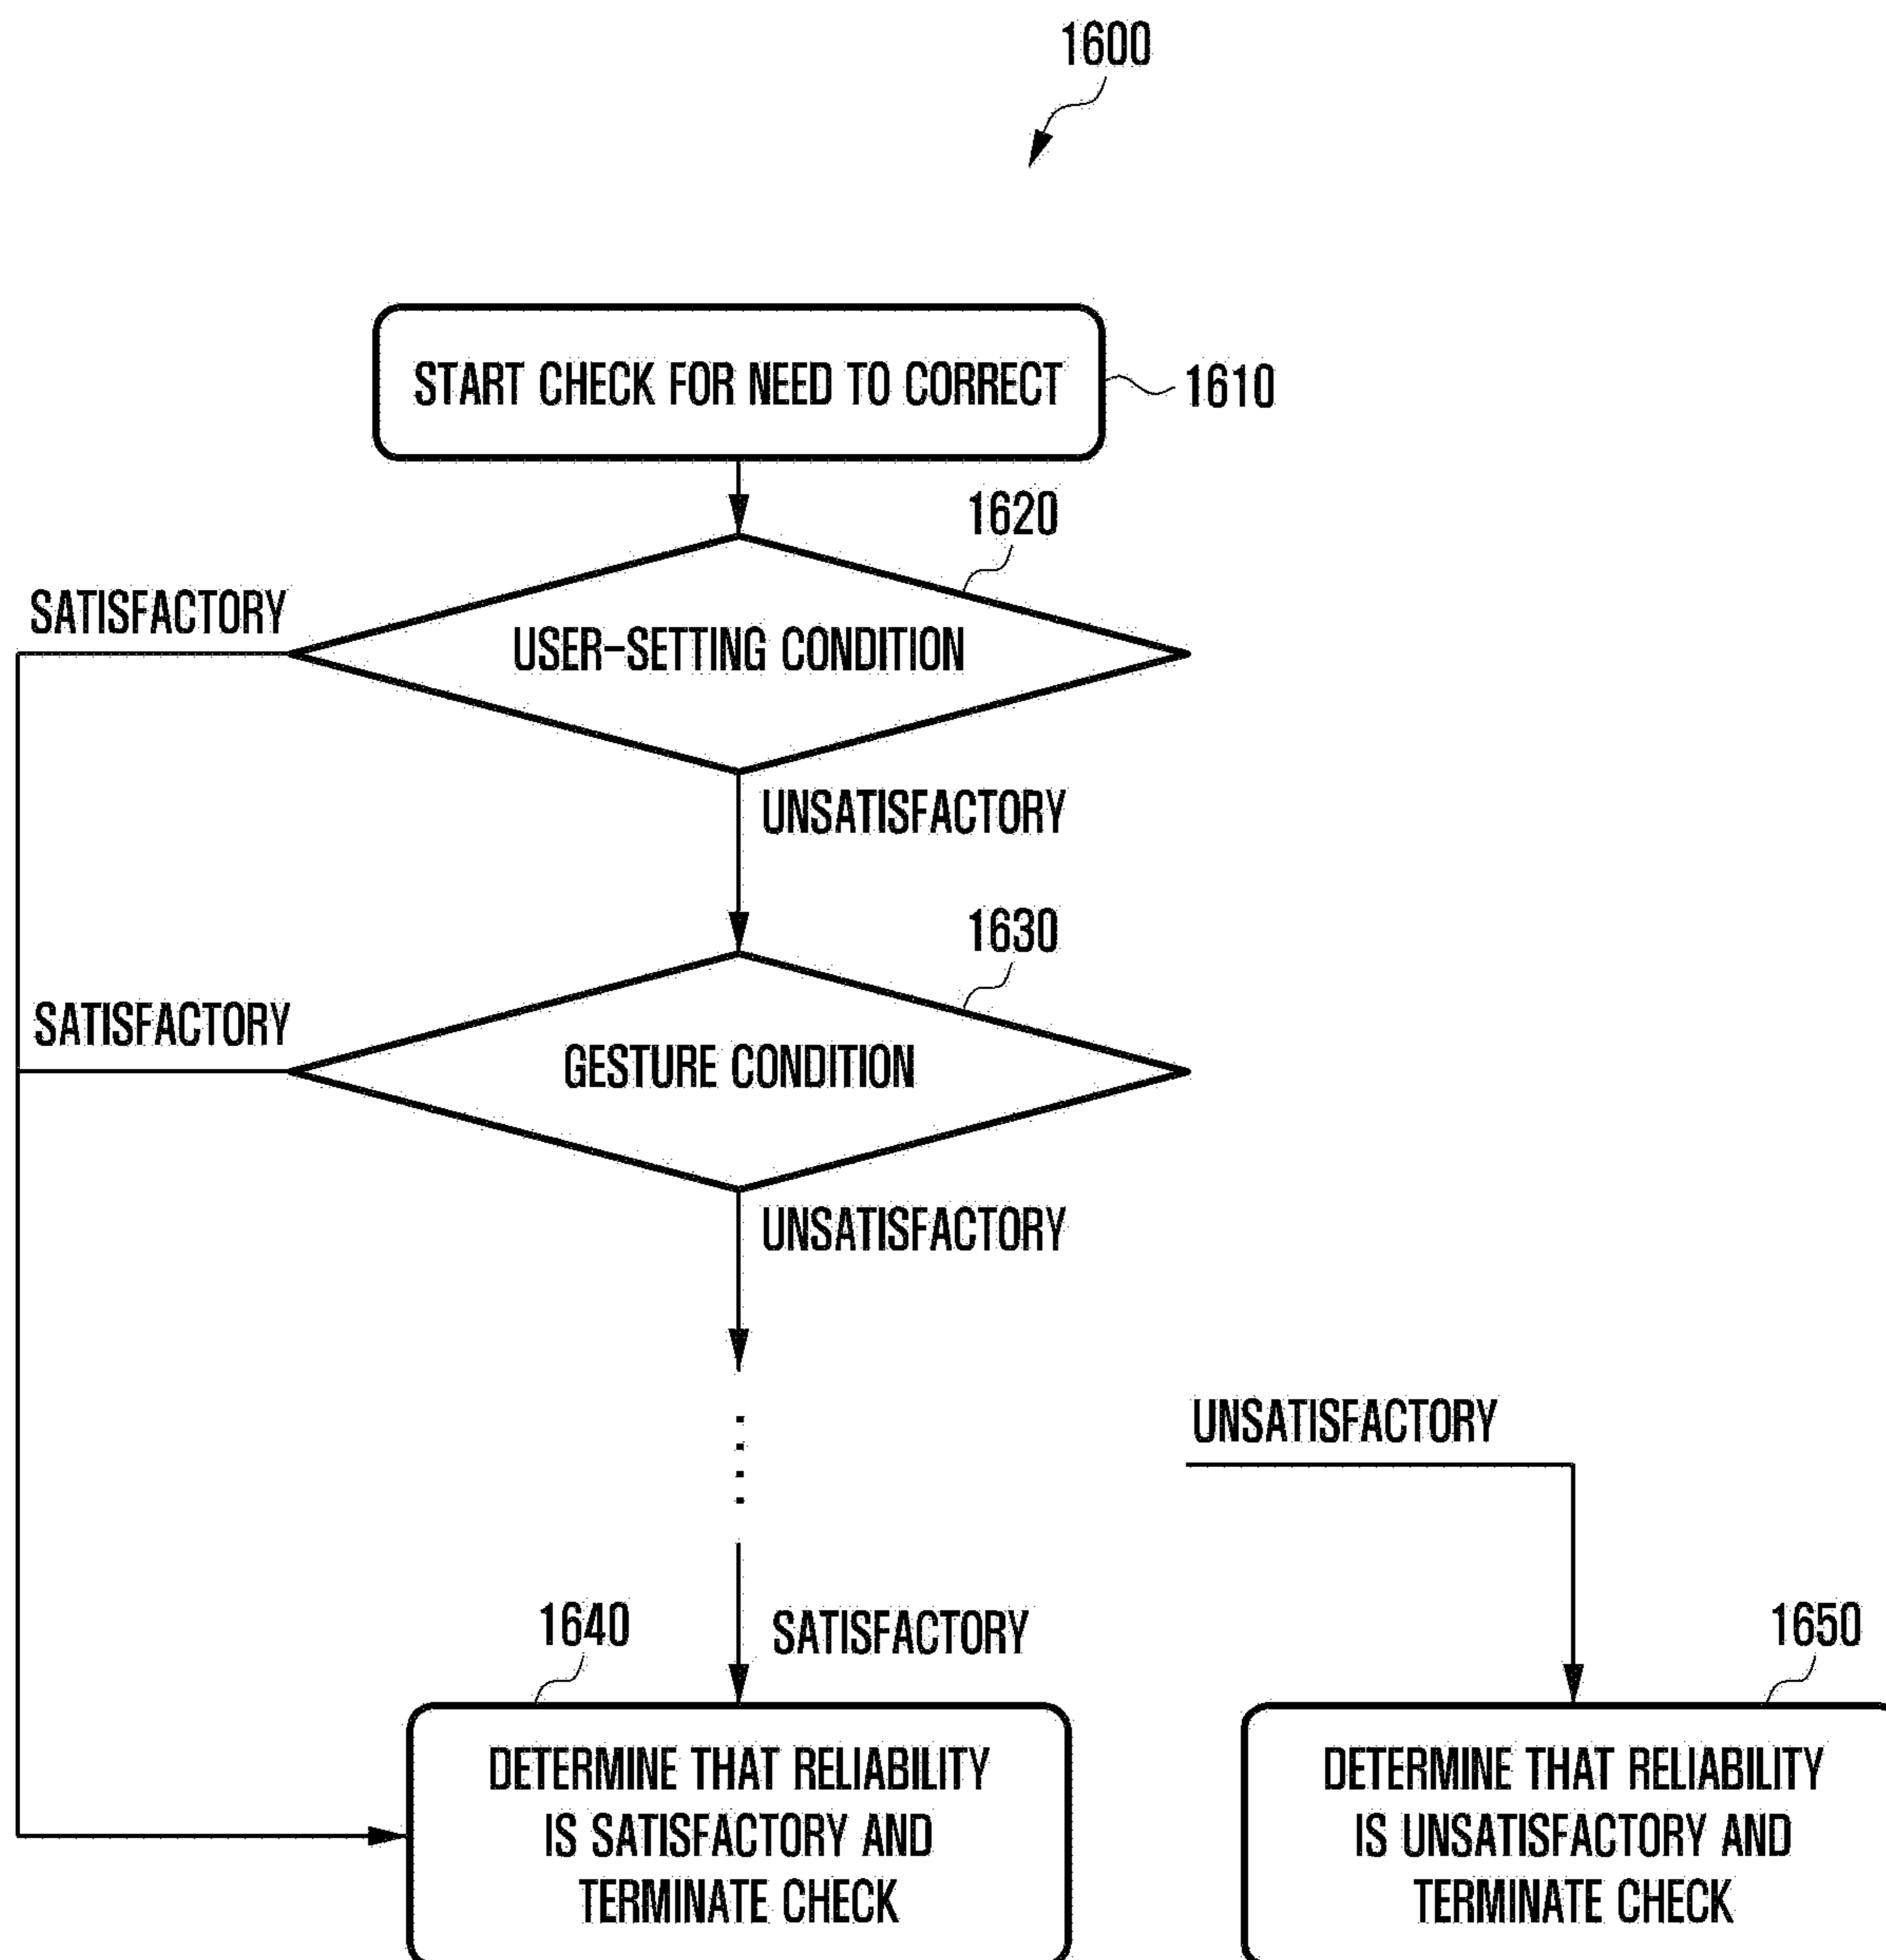 1600
START CHECK FOR NEED TO CORRECT
1610
1620
SATISFACTORY
USER-SETTING CONDITION
UNSATISFACTORY
1630
SATISFACTORY
GESTURE CONDITION
UNSATISFACTORY
UNSATISFACTORY
SATISFACTORY
1640
1650
DETERMINE THAT RELIABILITY
IS SATISFACTORY AND
TERMINATE CHECK
DETERMINE THAT RELIABILITY
IS UNSATISFACTORY AND
TERMINATE CHECK